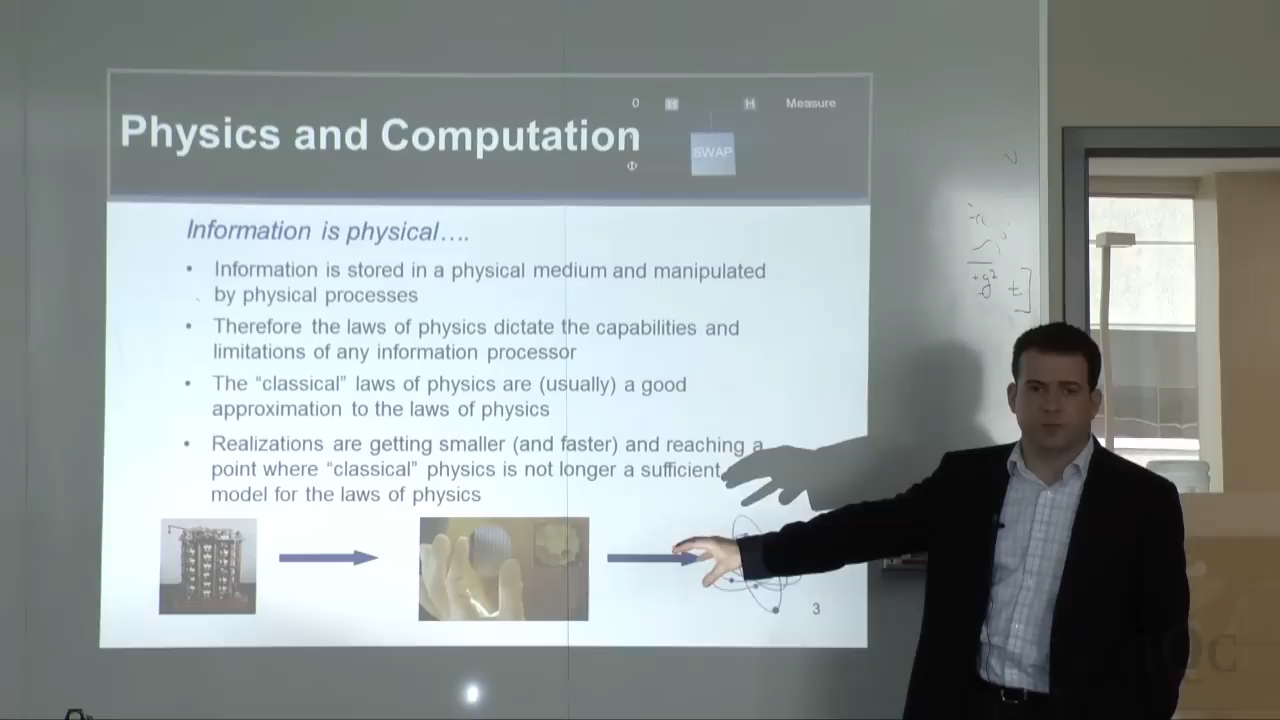 0 H H Measure
Physics and Computation
SWAP
Φ
Information is physical….
• Information is stored in a physical medium and manipulated
by physical processes
• Therefore the laws of physics dictate the capabilities and
limitations of any information processor
• The “classical” laws of physics are (usually) a good
approximation to the laws of physics
• Realizations are getting smaller (and faster) and reaching a
point where “classical” physics is not longer a sufficient
model for the laws of physics
3
IQC